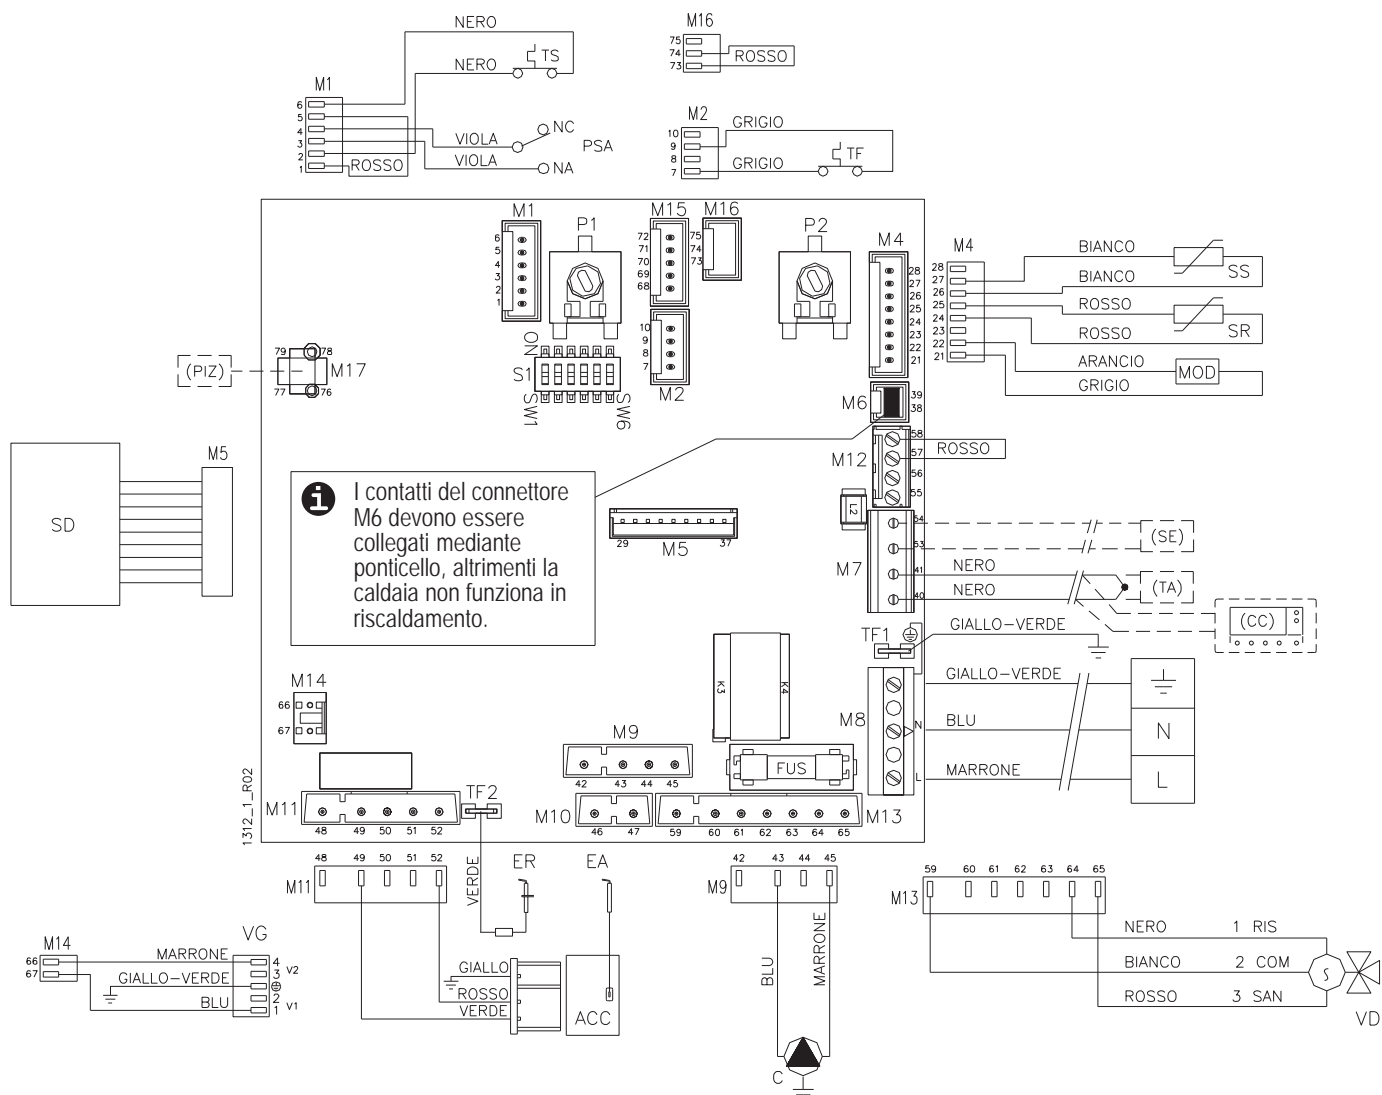 NERO
M16
75
74
73
ROSSO
NERO
TS
M1
6
5
4
3
2
1
VIOLA
VIOLA
ROSSO
NC
PSA
NA
M2
10
9
8
7
GRIGIO
GRIGIO
TF
M1
6
5
4
3
2
1
P1
M15
72
71
70
69
68
M16
75
74
73
P2
M4
28
27
26
25
24
23
22
21
M4
28
27
26
25
24
23
22
21
BIANCO
BIANCO
SS
ROSSO
ROSSO
SR
ARANCIO
MOD
GRIGIO
(PIZ)
79
78
M17
77
76
ON
S1
SW1
SW6
10
9
8
7
M2
M6
39
38
M12
58
57
56
55
ROSSO
SD
M5
I contatti del connettore
M6 devono essere
collegati mediante
ponticello, altrimenti la
caldaia non funziona in
riscaldamento.
29
M5
37
L2
M7
54
53
41
40
(SE)
NERO
NERO
(TA)
(CC)
TF1
GIALLO-VERDE
GIALLO-VERDE
M8
N
L
BLU
N
MARRONE
L
K3
K4
FUS
M14
66
67
M9
42
43
44
45
1312_1_R02
M11
48
49
50
51
52
TF2
M10
46
47
59
60
61
62
63
64
65
M13
M11
48
49
50
51
52
VERDE
ER
EA
GIALLO
ROSSO
VERDE
ACC
M9
42
43
44
45
BLU
MARRONE
C
M13
59
60
61
62
63
64
65
NERO
1 RIS
BIANCO
2 COM
ROSSO
3 SAN
S
VD
M14
66
67
MARRONE
GIALLO-VERDE
BLU
VG
4
3
V2
2
1
V1